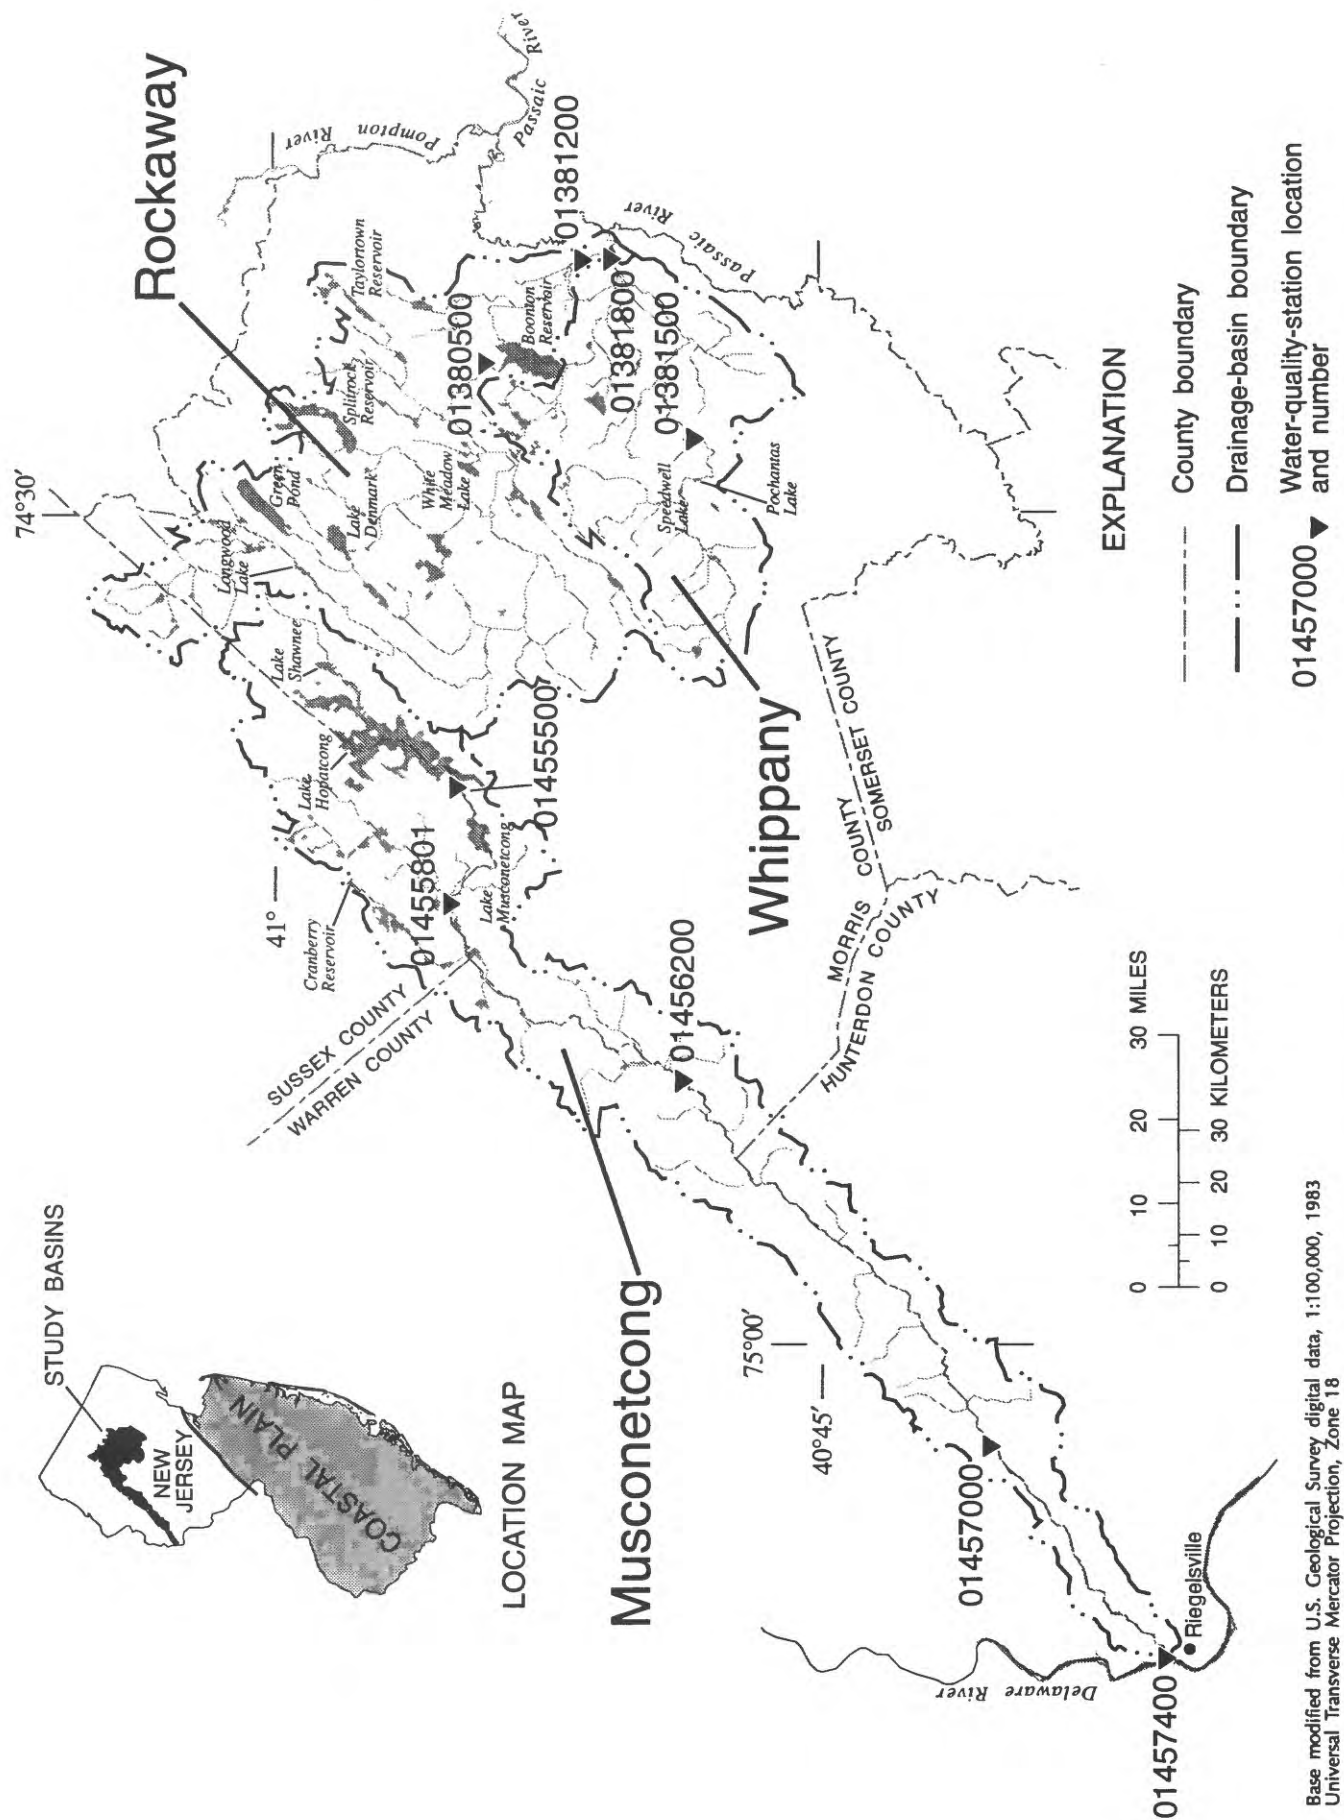 STUDY BASINS
NEW
JERSEY
COASTAL PLAIN
LOCATION MAP
74°30′
41°
75°00′
40°45′
Rockaway
Whippany
Musconetcong
Pompton
River
Passaic
River
Passaic
River
Taylortown
Reservoir
Splitrock
Reservoir
Boonton
Reservoir
Green
Pond
Lake
Denmark
White
Meadow
Lake
Longwood
Lake
Speedwell
Lake
Pochantas
Lake
Lake
Shawnee
Lake
Hopatcong
Cranberry
Reservoir
Lake
Musconetcong
01381200
01380500
01381800
01381500
01455500
01455801
01456200
01457000
01457400
SUSSEX COUNTY
WARREN COUNTY
MORRIS COUNTY
SOMERSET COUNTY
HUNTERDON COUNTY
Delaware River
Riegelsville
EXPLANATION
County boundary
Drainage-basin boundary
01457000 Water-quality-station location
and number
0 10 20 30 MILES
0 10 20 30 KILOMETERS
Base modified from U.S. Geological Survey digital data, 1:100,000, 1983
Universal Transverse Mercator Projection, Zone 18